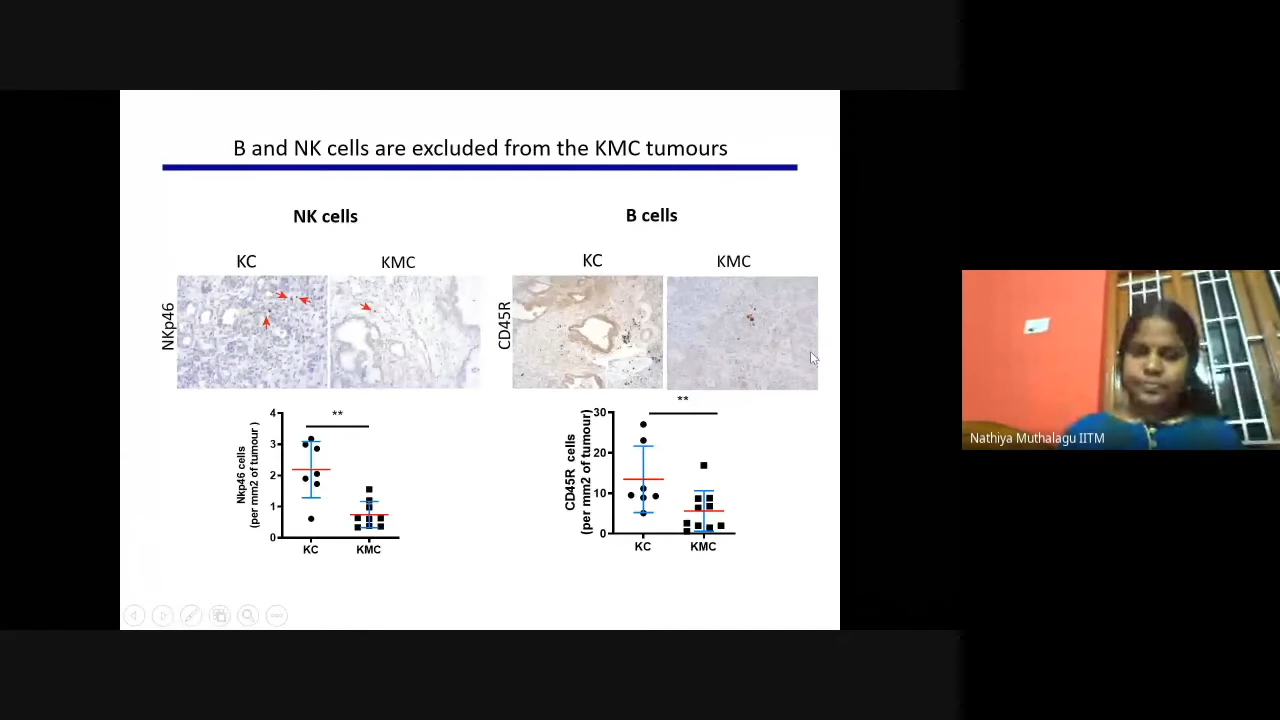 B and NK cells are excluded from the KMC tumours
NK cells
B cells
KC
KMC
KC
KMC
NKp46
CD45R
**
4
3
2
1
0
Nkp46 cells
(per mm2 of tumour )
KC
KMC
**
30
20
10
0
CD45R cells
(per mm2 of tumour)
KC
KMC
Nathiya Muthalagu IITM